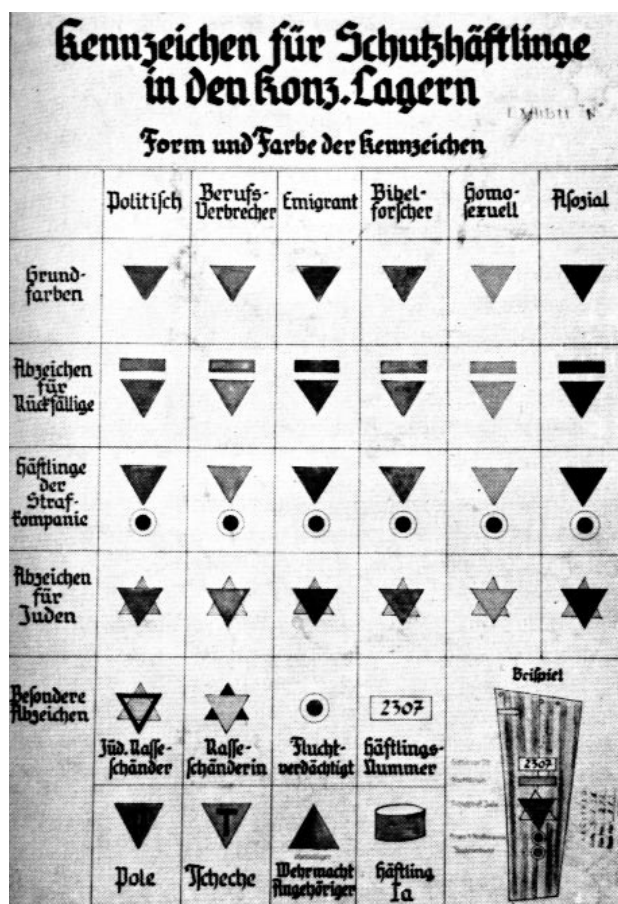 Kennzeichen für Schutzhäftlinge
in den Konz.Lagern
Form und Farbe der Kennzeichen
Politisch
Berufs-
Verbrecher
Emigrant
Bibel-
forscher
Homo-
sexuell
Asozial
Grund-
farben
Abzeichen
für
Rückfällige
Häftlinge
der
Straf-
kompanie
Abzeichen
für
Juden
Besondere
Abzeichen
Jüd. Rasse-
schänder
Rasse-
schänderin
Flucht-
verdächtigt
2307
Häftlings-
Nummer
Beispiel
2307
P
Pole
T
Tscheche
Wehrmacht
Angehöriger
Häftling
Ia